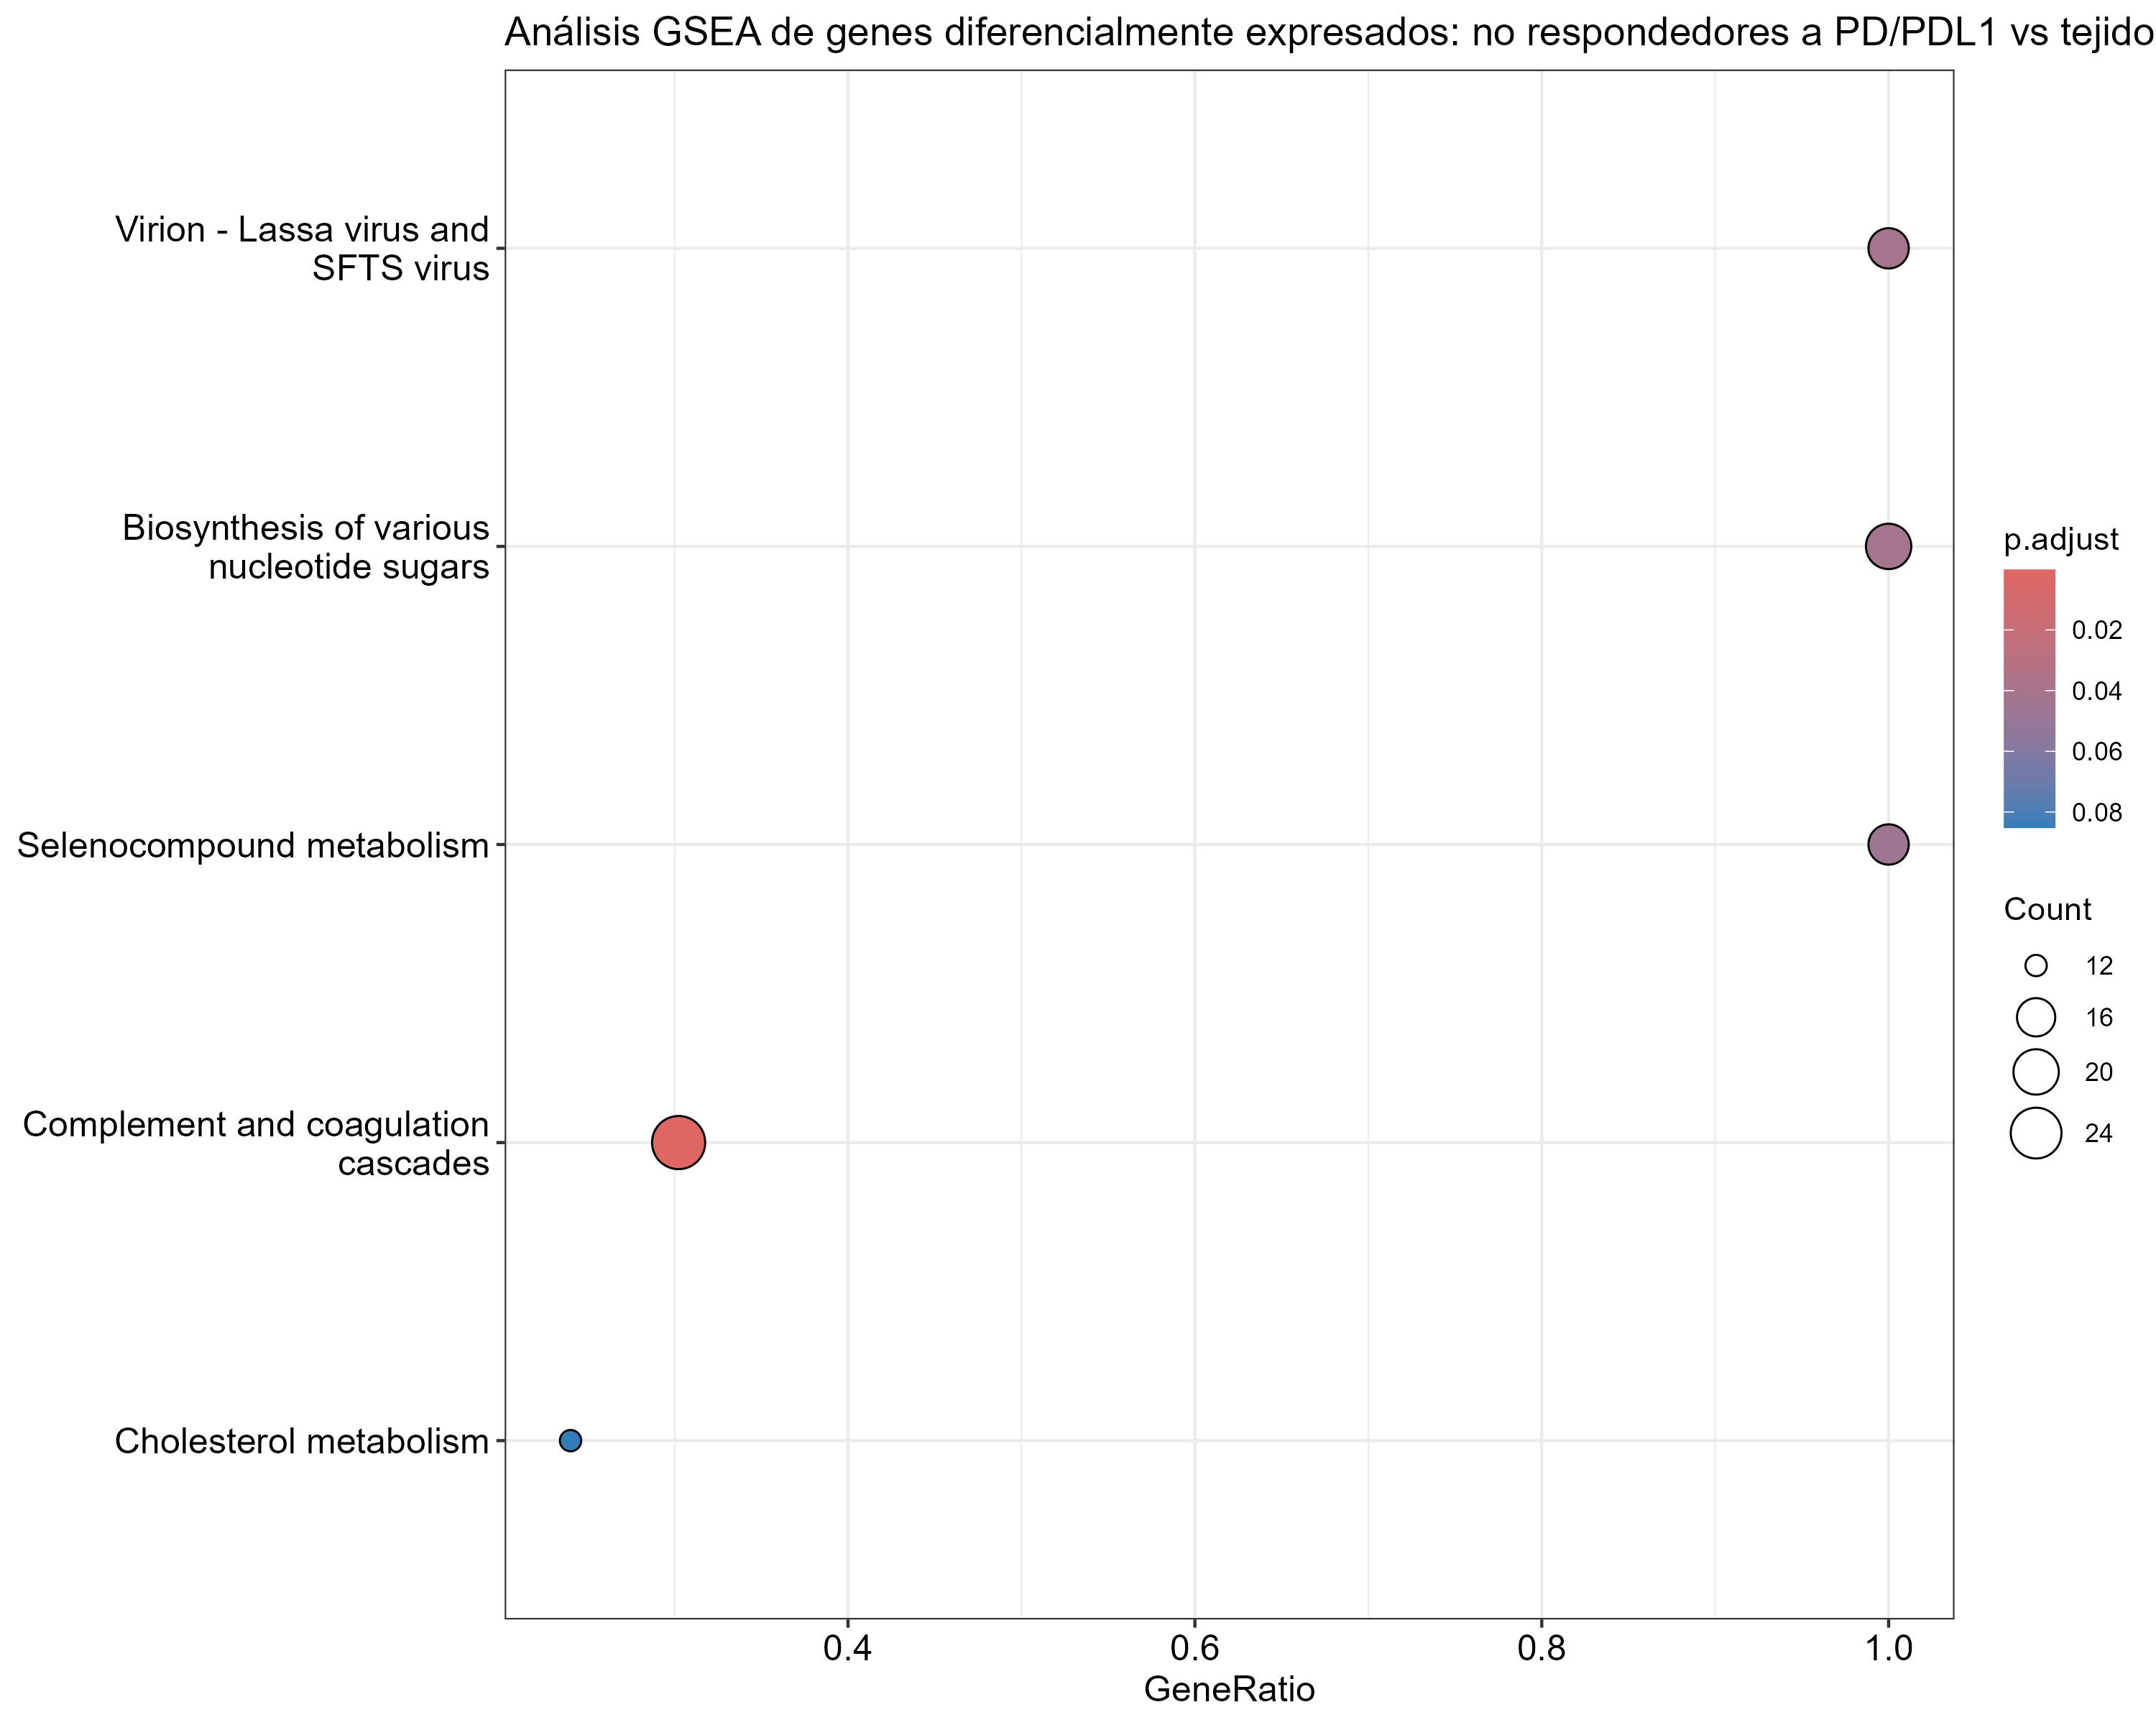 Análisis GSEA de genes diferencialmente expresados: no respondedores a PD/PDL1 vs tejido
Virion - Lassa virus and
SFTS virus
Biosynthesis of various
nucleotide sugars
Selenocompound metabolism
Complement and coagulation
cascades
Cholesterol metabolism
0.4
0.6
0.8
1.0
GeneRatio
p.adjust
0.02
0.04
0.06
0.08
Count
12
16
20
24